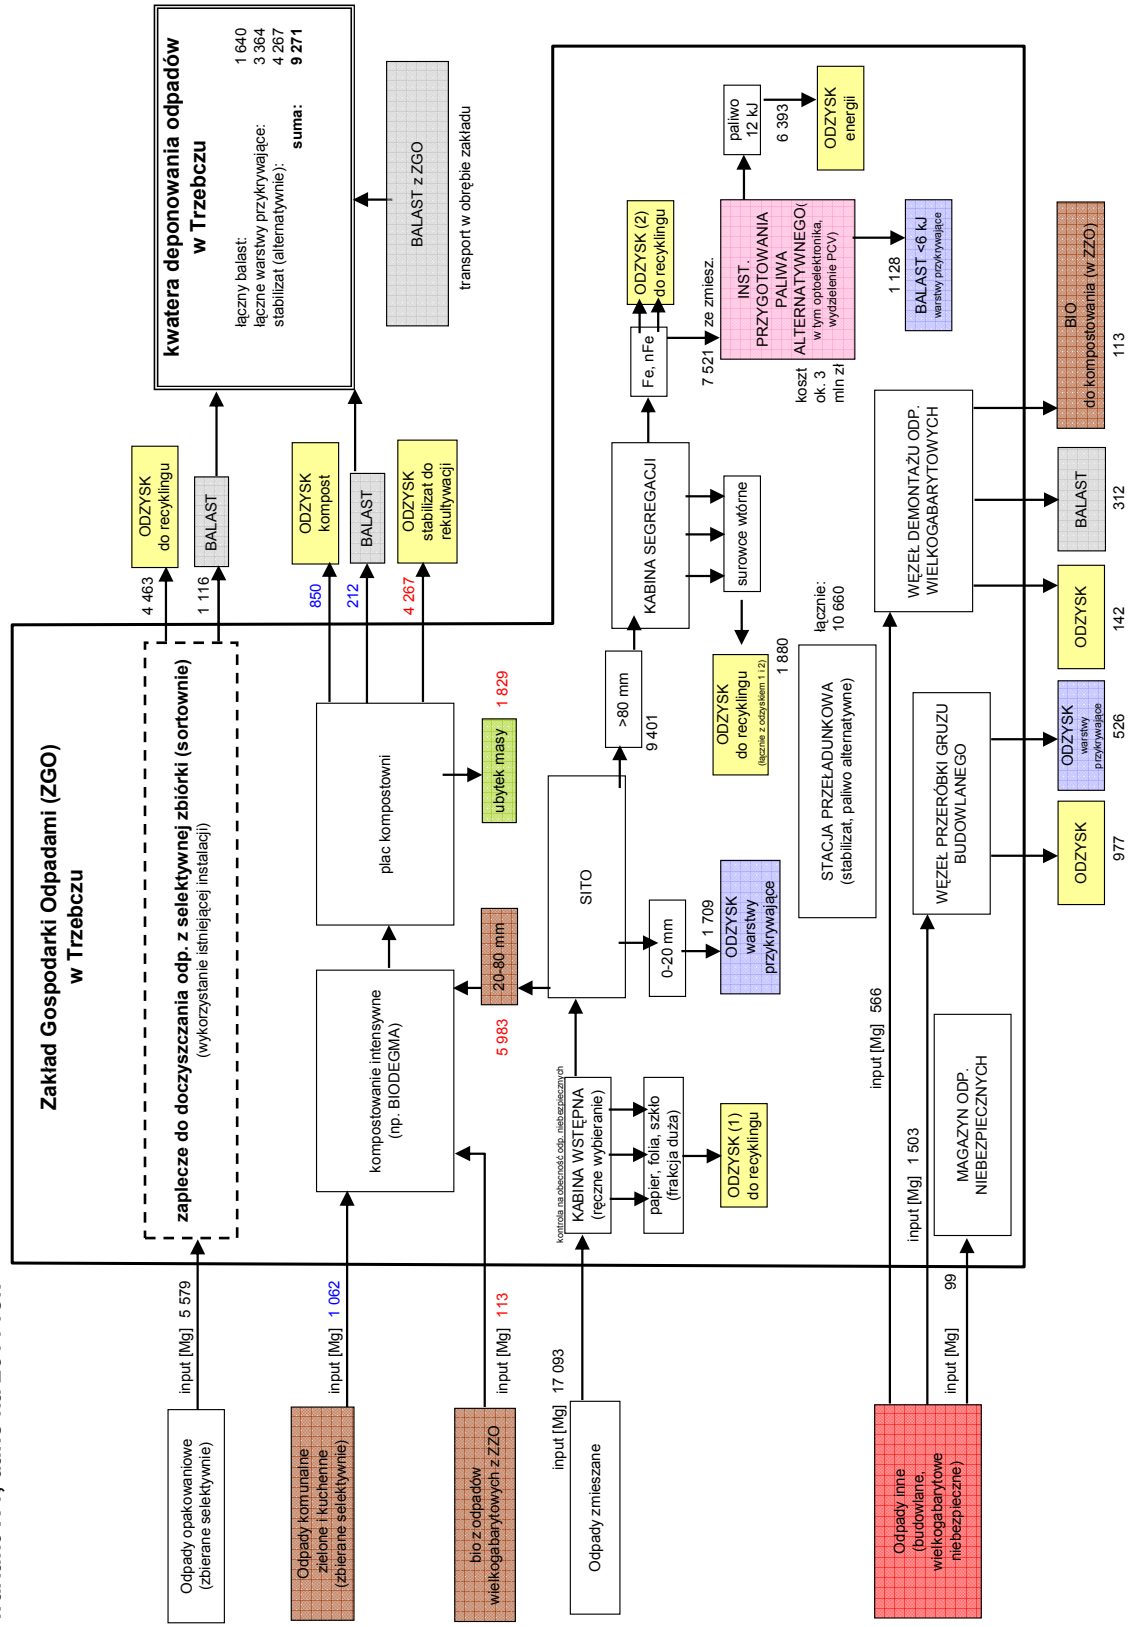 Zakład Gospodarki Odpadami (ZGO)
w Trzebczu
Odpady opakowaniowe
(zbierane selektywnie)
input [Mg] 5 579
zaplecze do doczyszczania odp. z selektywnej zbiórki (sortownie)
(wykorzystanie istniejącej instalacji)
4 463
ODZYSK
do recyklingu
1 116
BALAST
kwatera deponowania odpadów
w Trzebczu
łączny balast: 1 640
łączne warstwy przykrywające: 3 364
stabilizat (alternatywnie): 4 267
suma: 9 271
BALAST z ZGO
transport w obrębie zakładu
Odpady komunalne
zielone i kuchenne
(zbierane selektywnie)
input [Mg] 1 062
bio z odpadów
wielkogabarytowych z ZZO
input [Mg] 113
kompostowanie intensywne
(np. BIODEGMA)
plac kompostowni
850
ODZYSK
kompost
212
BALAST
4 267
ODZYSK
stabilizat do
rekultywacji
ubytek masy
1 829
20-80 mm
5 983
Odpady zmieszane
input [Mg] 17 093
kontrola na obecność odp. niebezpiecznych
KABINA WSTĘPNA
(ręczne wybieranie)
papier, folia, szkło
(frakcja duża)
ODZYSK (1)
do recyklingu
SITO
0-20 mm
1 709
ODZYSK
warstwy
przykrywające
>80 mm
9 401
KABINA SEGREGACJI
surowce wtórne
ODZYSK
do recyklingu
(łącznie z odzyskiem 1 i 2)
1 880
Fe, nFe
ODZYSK (2)
do recyklingu
7 521
ze zmiesz.
INST.
PRZYGOTOWANIA
PALIWA
ALTERNATYWNEGO(
w tym optoelektronika,
wydzielenie PCV)
koszt
ok. 3
mln zł
paliwo
12 kJ
6 393
ODZYSK
energii
1 128
BALAST <6 kJ
warstwy przykrywające
STACJA PRZEŁADUNKOWA
(stabilizat, paliwo alternatywne)
łącznie:
10 660
Odpady inne
(budowlane,
wielkogabarytowe
niebezpieczne)
input [Mg] 566
input [Mg] 1 503
input [Mg] 99
WĘZEŁ DEMONTAŻU ODP.
WIELKOGABARYTOWYCH
WĘZEŁ PRZERÓBKI GRUZU
BUDOWLANEGO
MAGAZYN ODP.
NIEBEZPIECZNYCH
ODZYSK
977
ODZYSK
warstwy
przykrywające
526
ODZYSK
142
BALAST
312
BIO
do kompostowania (w ZZO)
113